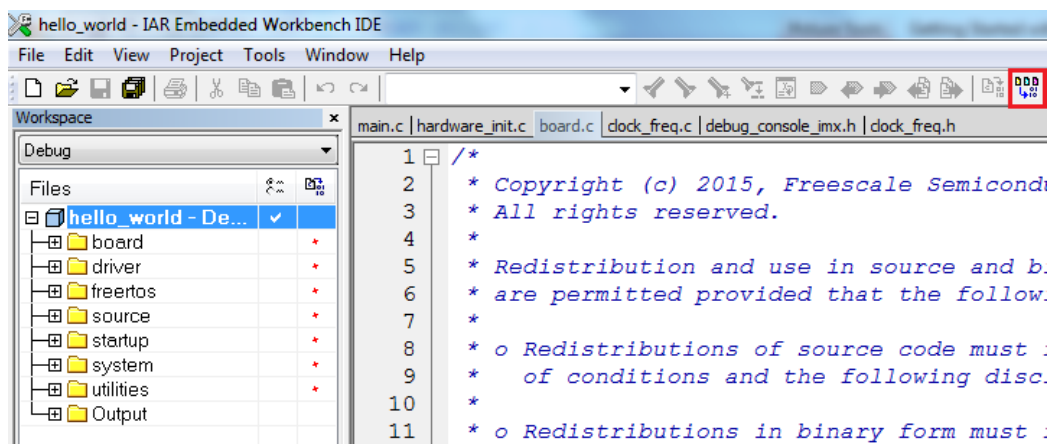 hello_world - IAR Embedded Workbench IDE
File Edit View Project Tools Window Help
Workspace
main.c hardware_init.c board.c clock_freq.c debug_console_imx.h clock_freq.h
Debug
Files
hello_world - De...
board
driver
freertos
source
startup
system
utilities
Output
1 /*
2 * Copyright (c) 2015, Freescale Semicondu
3 * All rights reserved.
4 *
5 * Redistribution and use in source and bi
6 * are permitted provided that the followi
7 *
8 * o Redistributions of source code must
9 * of conditions and the following disc
10 *
11 * o Redistributions in binary form must